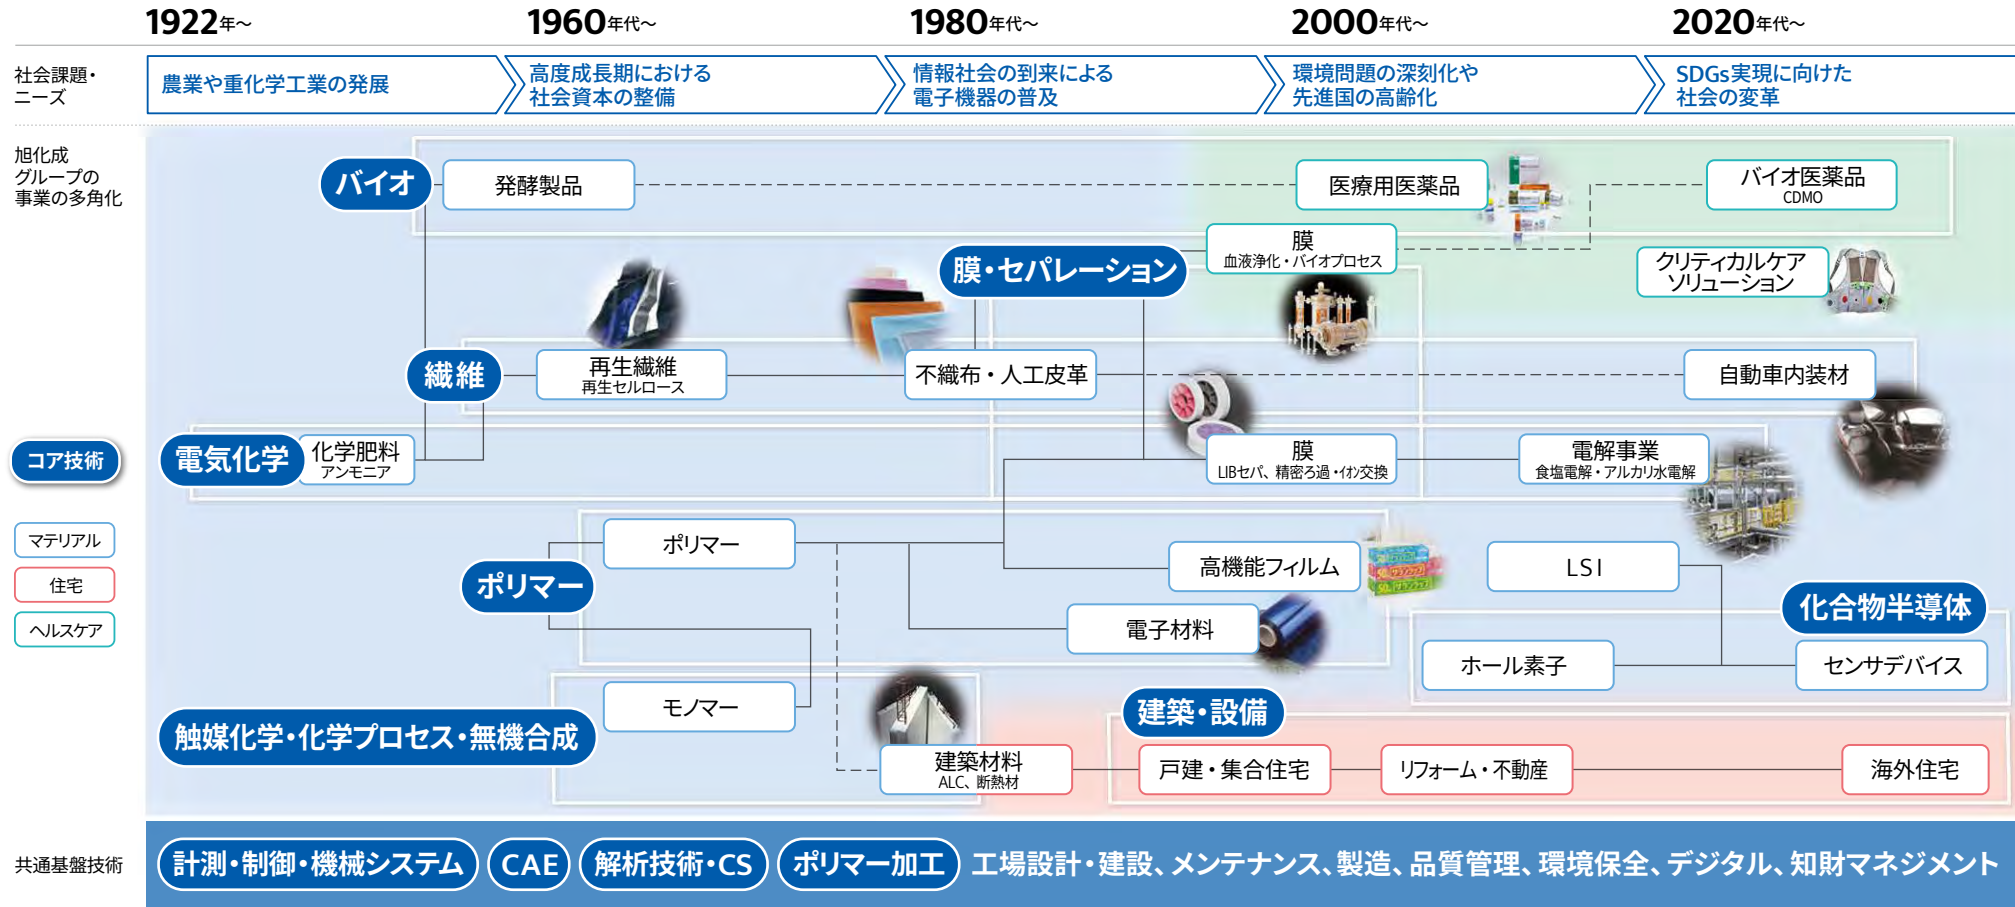 1922年～
1960年代～
1980年代～
2000年代～
2020年代～
社会課題・
ニーズ
農業や重化学工業の発展
高度成長期における
社会資本の整備
情報社会の到来による
電子機器の普及
環境問題の深刻化や
先進国の高齢化
SDGs実現に向けた
社会の変革
旭化成
グループの
事業の多角化
バイオ
発酵製品
医療用医薬品
バイオ医薬品
CDMO
膜・セパレーション
膜
血液浄化・バイオプロセス
クリティカルケア
ソリューション
繊維
再生繊維
再生セルロース
不織布・人工皮革
自動車内装材
コア技術
電気化学
化学肥料
アンモニア
膜
LIBセパ、精密ろ過・イオン交換
電解事業
食塩電解・アルカリ水電解
マテリアル
住宅
ヘルスケア
ポリマー
ポリマー
高機能フィルム
LSI
電子材料
化合物半導体
ホール素子
センサデバイス
モノマー
触媒化学・化学プロセス・無機合成
建築・設備
建築材料
ALC、断熱材
戸建・集合住宅
リフォーム・不動産
海外住宅
共通基盤技術
計測・制御・機械システム
CAE
解析技術・CS
ポリマー加工
工場設計・建設、メンテナンス、製造、品質管理、環境保全、デジタル、知財マネジメント